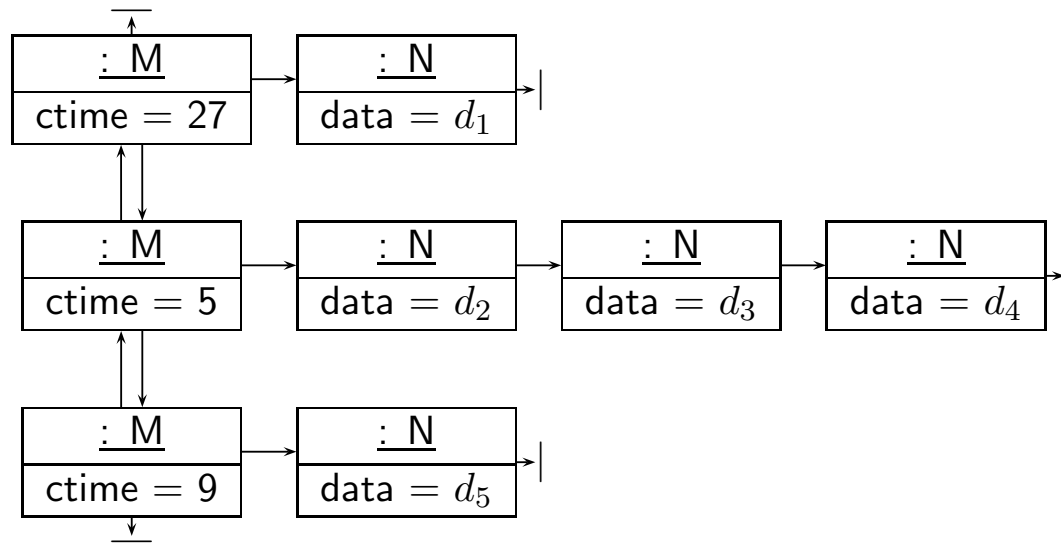 : M
: N
ctime = 27
data = d₁
: M
: N
: N
: N
ctime = 5
data = d₂
data = d₃
data = d₄
: M
: N
ctime = 9
data = d₅